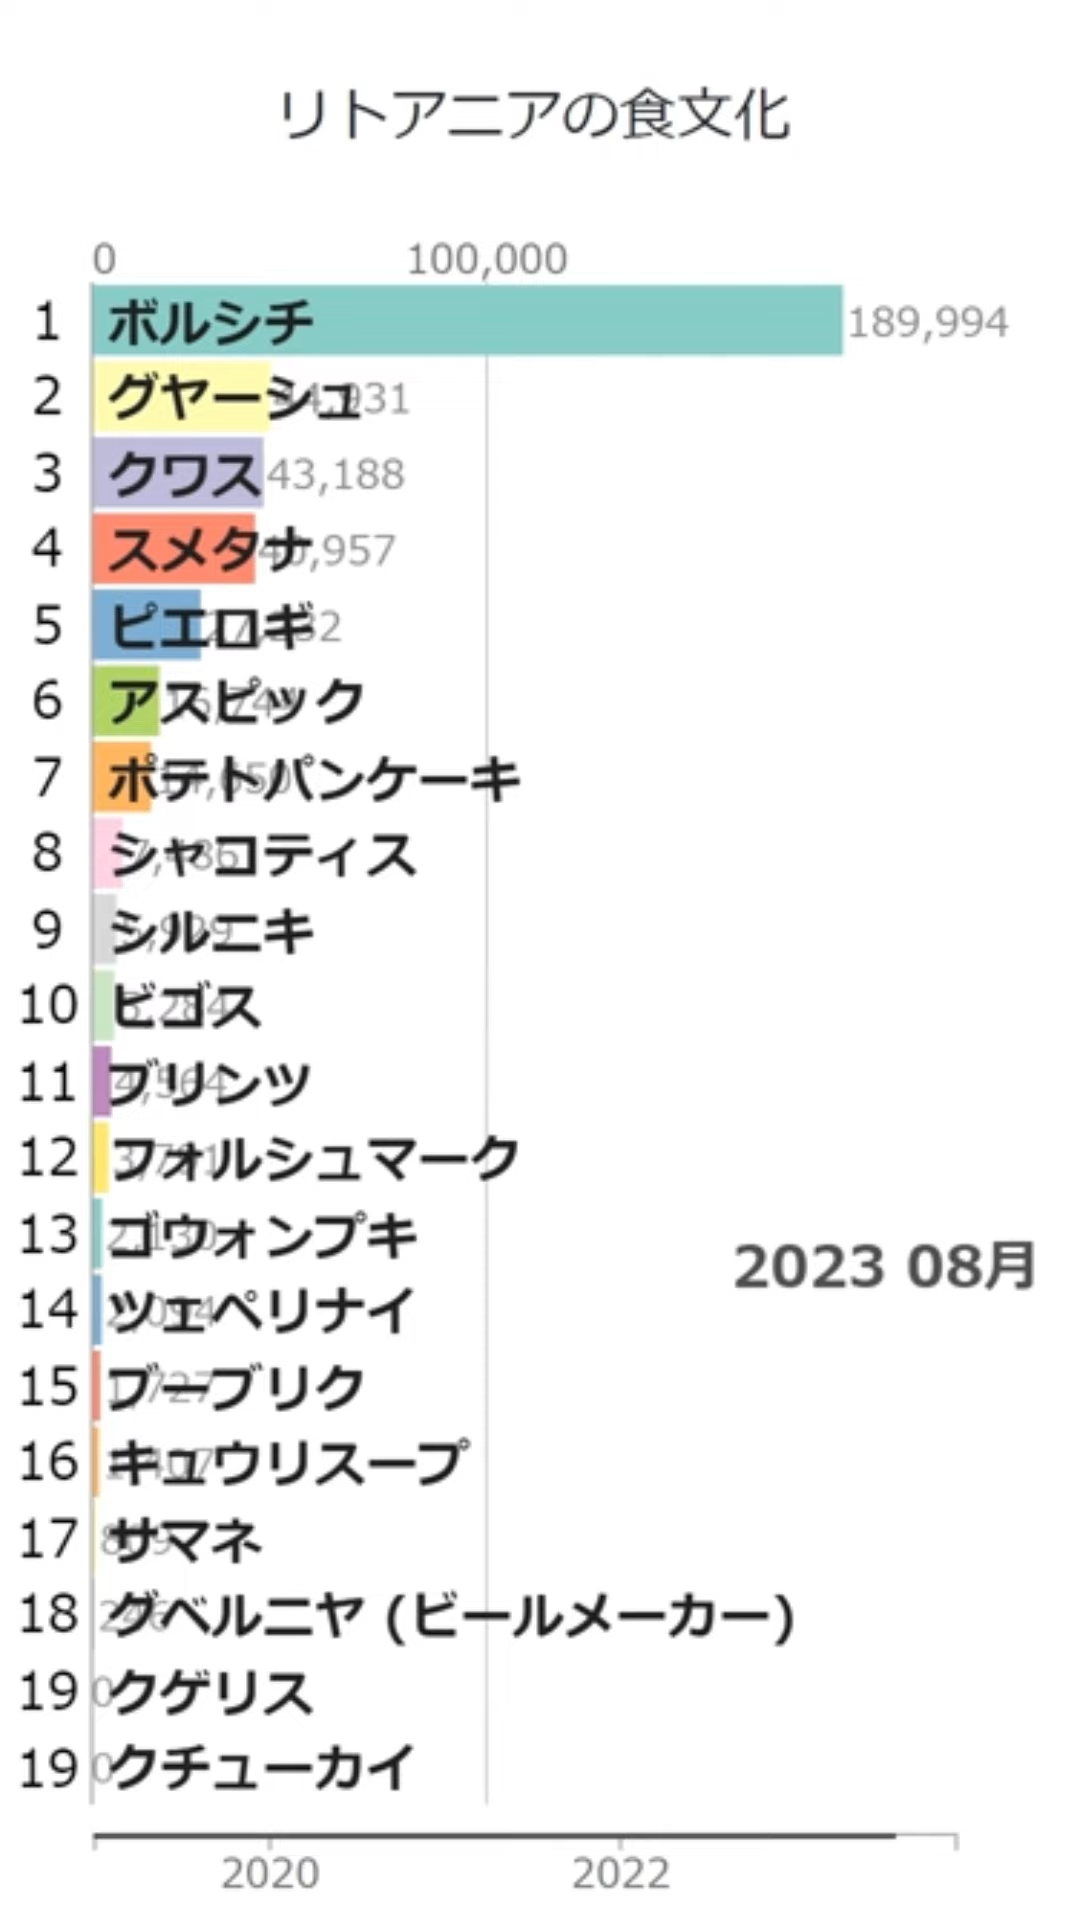 リトアニアの食文化
0 100,000
1 ボルシチ 189,994
2 グヤーシュ 44,931
3 クワス 43,188
4 スメタナ 40,957
5 ピエロギ
6 アスピック
7 ポテトパンケーキ
8 シャコティス
9 シルニキ
10 ビゴス
11 ブリンツ 4,564
12 フォルシュマーク
13 ゴウォンプキ
14 ツェペリナイ
15 ブーブリク
16 キュウリスープ
17 サマネ
18 グベルニヤ (ビールメーカー)
19 0 クゲリス
19 0 クチューカイ
2023 08月
2020 2022